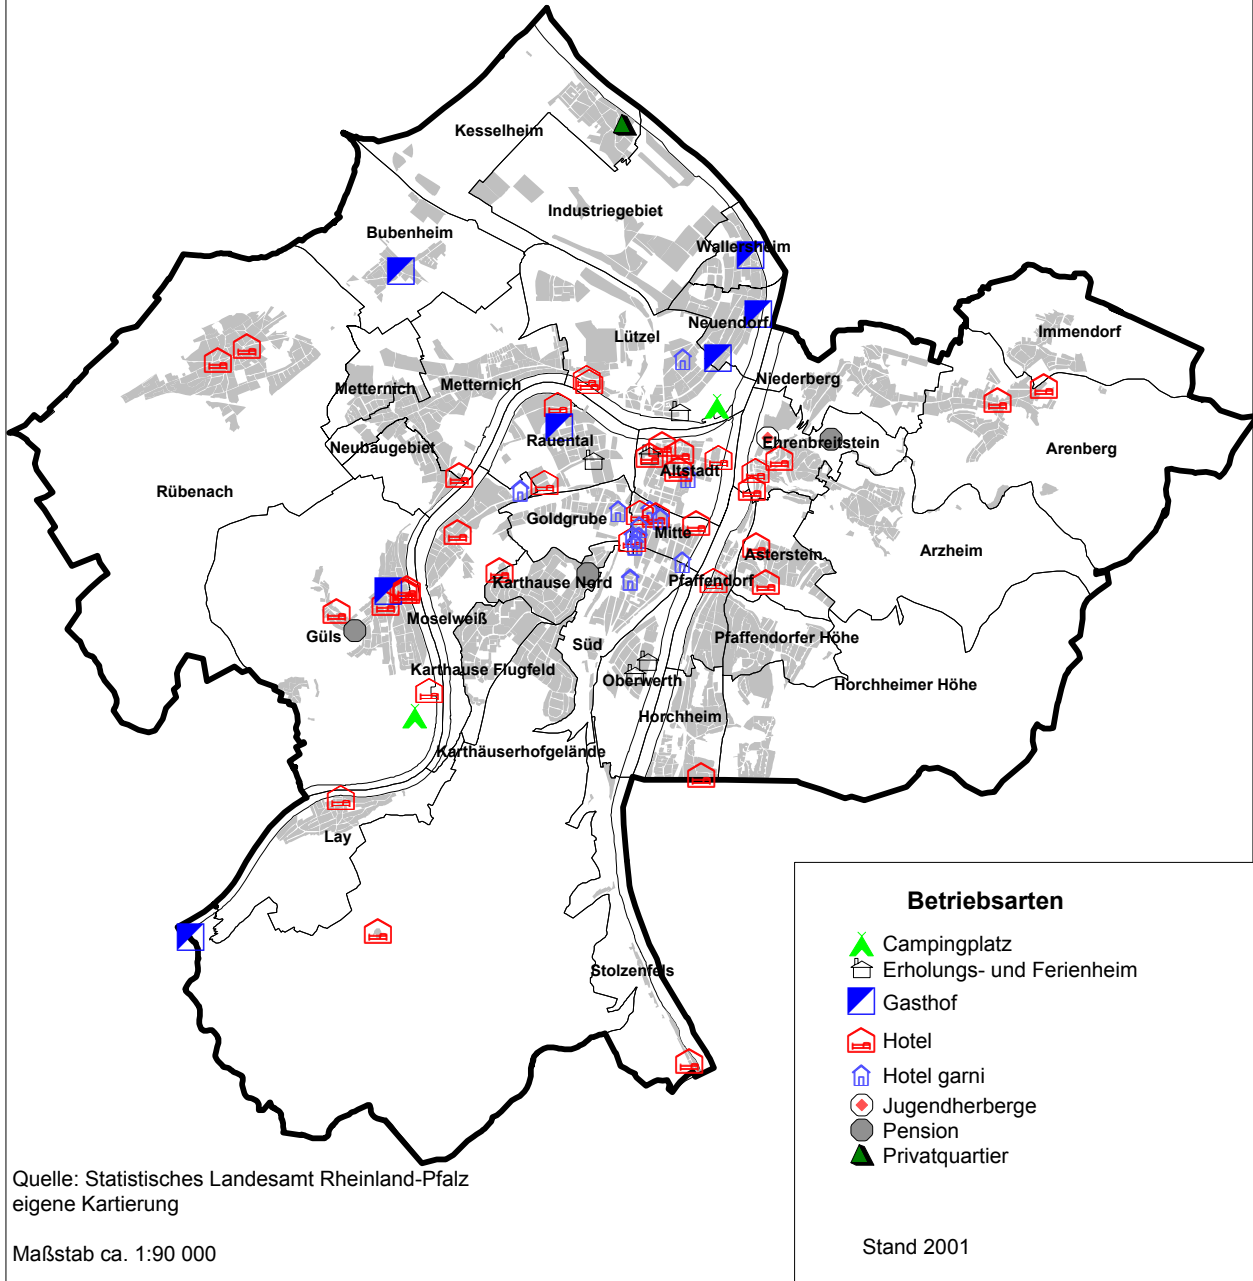 Kesselheim
Industriegebiet
Bubenheim
Wallersheim
Neuendorf
Lützel
Immendorf
Niederberg
Metternich
Metternich
Rauental
Ehrenbreitstein
Neubaugebiet
Arenberg
Altstadt
Rübenach
Goldgrube
Mitte
Arzheim
Asterstein
Karthause Nord
Pfaffendorf
Moselweiß
Güls
Süd
Pfaffendorfer Höhe
Karthause Flugfeld
Oberwerth
Horchheimer Höhe
Horchheim
Karthäuserhofgelände
Lay
Stolzenfels
Betriebsarten
Campingplatz
Erholungs- und Ferienheim
Gasthof
Hotel
Hotel garni
Jugendherberge
Pension
Privatquartier
Stand 2001
Quelle: Statistisches Landesamt Rheinland-Pfalz
eigene Kartierung
Maßstab ca. 1:90 000